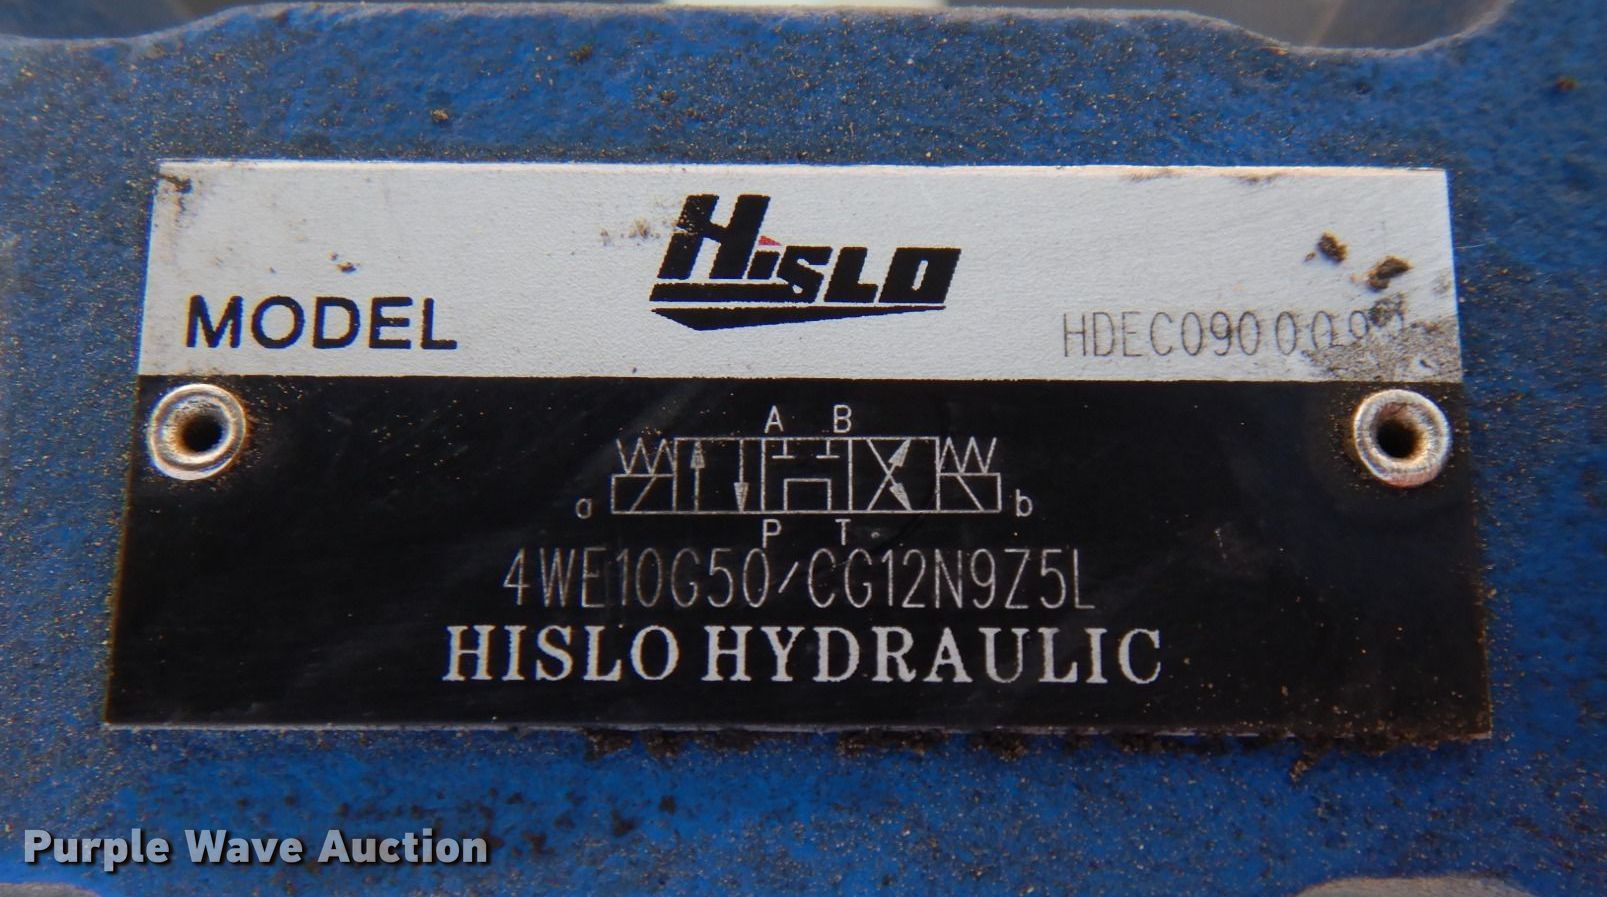 HiSLO
MODEL
A B
a b
P T
4WE10G50/CG12N9Z5L
HISLO HYDRAULIC
Purple Wave Auction